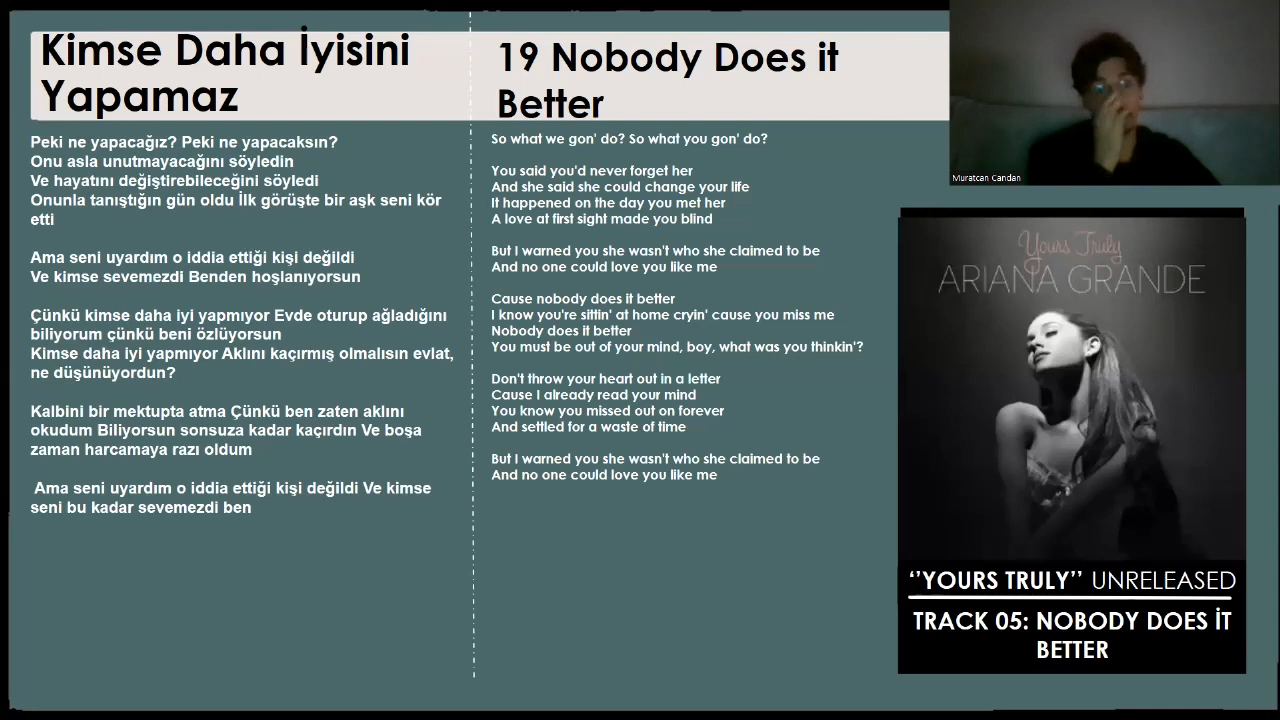 Kimse Daha İyisini
Yapamaz
Peki ne yapacağız? Peki ne yapacaksın?
Onu asla unutmayacağını söyledin
Ve hayatını değiştirebileceğini söyledi
Onunla tanıştığın gün oldu İlk görüşte bir aşk seni kör
etti
Ama seni uyardım o iddia ettiği kişi değildi
Ve kimse sevemezdi Benden hoşlanıyorsun
Çünkü kimse daha iyi yapmıyor Evde oturup ağladığını
biliyorum çünkü beni özlüyorsun
Kimse daha iyi yapmıyor Aklını kaçırmış olmalısın evlat,
ne düşünüyordun?
Kalbini bir mektupta atma Çünkü ben zaten aklını
okudum Biliyorsun sonsuza kadar kaçırdın Ve boşa
zaman harcamaya razı oldum
Ama seni uyardım o iddia ettiği kişi değildi Ve kimse
seni bu kadar sevemezdi ben
19 Nobody Does it
Better
So what we gon' do? So what you gon' do?
You said you'd never forget her
And she said she could change your life
It happened on the day you met her
A love at first sight made you blind
But I warned you she wasn't who she claimed to be
And no one could love you like me
Cause nobody does it better
I know you're sittin' at home cryin' cause you miss me
Nobody does it better
You must be out of your mind, boy, what was you thinkin'?
Don't throw your heart out in a letter
Cause I already read your mind
You know you missed out on forever
And settled for a waste of time
But I warned you she wasn't who she claimed to be
And no one could love you like me
Muratcan Candan
Yours Truly
ARIANA GRANDE
‘’YOURS TRULY’’ UNRELEASED
TRACK 05: NOBODY DOES İT
BETTER